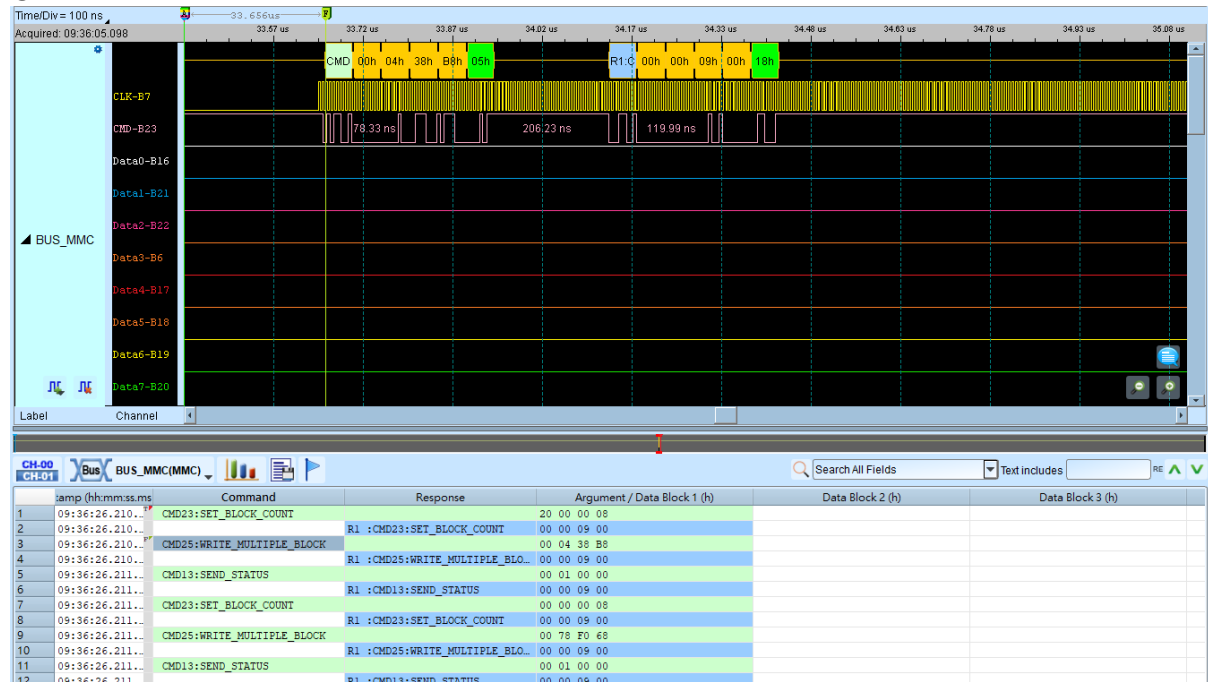 Time/Div= 100 ns
33.656us
Acquired: 09:36:05.098
33.57 us 33.72 us 33.87 us 34.02 us 34.17 us 34.33 us 34.48 us 34.63 us 34.78 us 34.93 us 35.08 us
CMD 00h 04h 38h B8h 05h R1:C 00h 00h 09h 00h 18h
CLK-B7
CMD-B23 78.33 ns 206.23 ns 119.99 ns
Data0-B16
Data1-B21
Data2-B22
BUS_MMC
Data3-B6
Data4-B17
Data5-B18
Data6-B19
Data7-B20
Label Channel
CH-00
CH-01
Bus BUS_MMC(MMC) Search All Fields Text includes RE
:amp (hh:mm:ss.ms Command Response Argument / Data Block 1 (h) Data Block 2 (h) Data Block 3 (h)
1 09:36:26.210... CMD23:SET_BLOCK_COUNT 20 00 00 08
2 09:36:26.210... R1 :CMD23:SET_BLOCK_COUNT 00 00 09 00
3 09:36:26.210... CMD25:WRITE_MULTIPLE_BLOCK 00 04 38 B8
4 09:36:26.210... R1 :CMD25:WRITE_MULTIPLE_BLO... 00 00 09 00
5 09:36:26.211... CMD13:SEND_STATUS 00 01 00 00
6 09:36:26.211... R1 :CMD13:SEND_STATUS 00 00 09 00
7 09:36:26.211... CMD23:SET_BLOCK_COUNT 00 00 00 08
8 09:36:26.211... R1 :CMD23:SET_BLOCK_COUNT 00 00 09 00
9 09:36:26.211... CMD25:WRITE_MULTIPLE_BLOCK 00 78 F0 68
10 09:36:26.211... R1 :CMD25:WRITE_MULTIPLE_BLO... 00 00 09 00
11 09:36:26.211... CMD13:SEND_STATUS 00 01 00 00
12 09:36:26.211... R1 :CMD13:SEND_STATUS 00 00 09 00